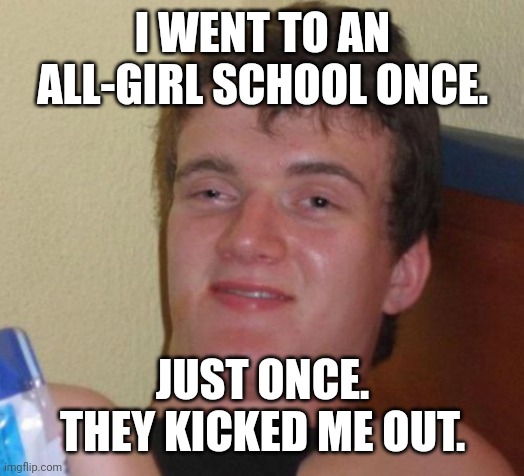 I WENT TO AN
ALL-GIRL SCHOOL ONCE.
JUST ONCE.
THEY KICKED ME OUT.
imgflip.com